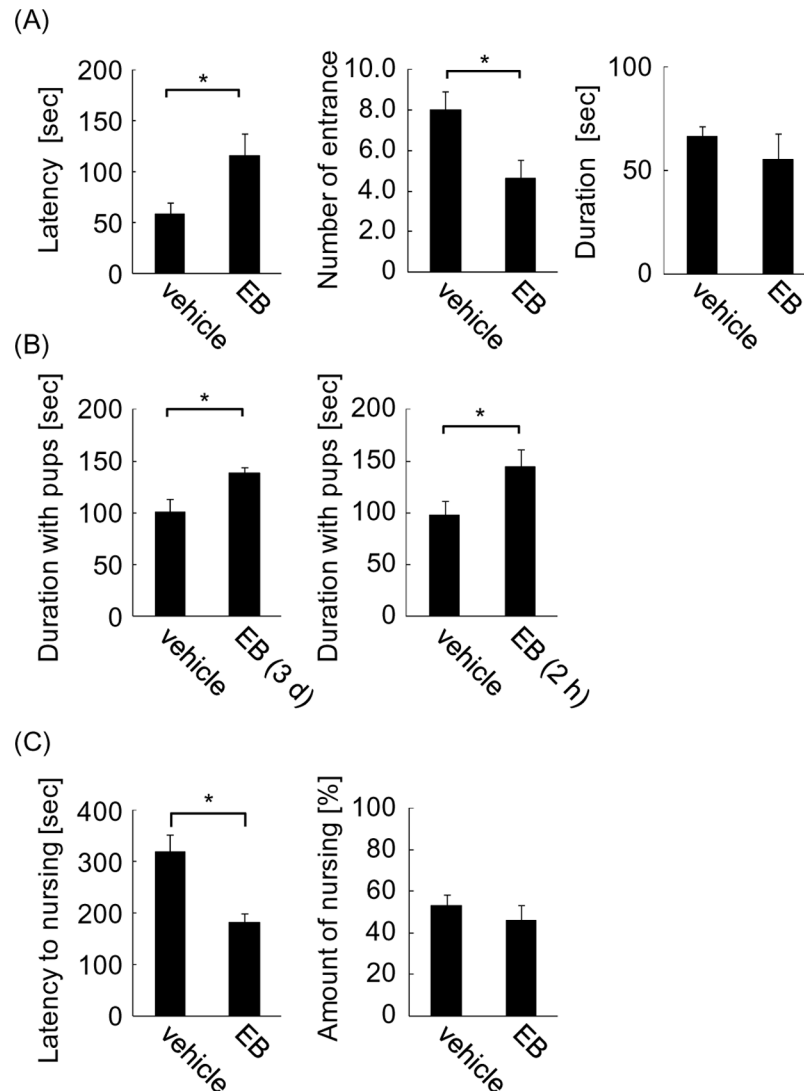 (A)
Latency [sec]
200
150
100
50
0
*
vehicle
EB
Number of entrance
10.0
8.0
6.0
4.0
2.0
0
*
vehicle
EB
Duration [sec]
100
50
0
vehicle
EB
(B)
Duration with pups [sec]
200
150
100
50
0
*
vehicle
EB (3 d)
Duration with pups [sec]
200
150
100
50
0
*
vehicle
EB (2 h)
(C)
Latency to nursing [sec]
400
300
200
100
0
*
vehicle
EB
Amount of nursing [%]
100
80
60
40
20
0
vehicle
EB